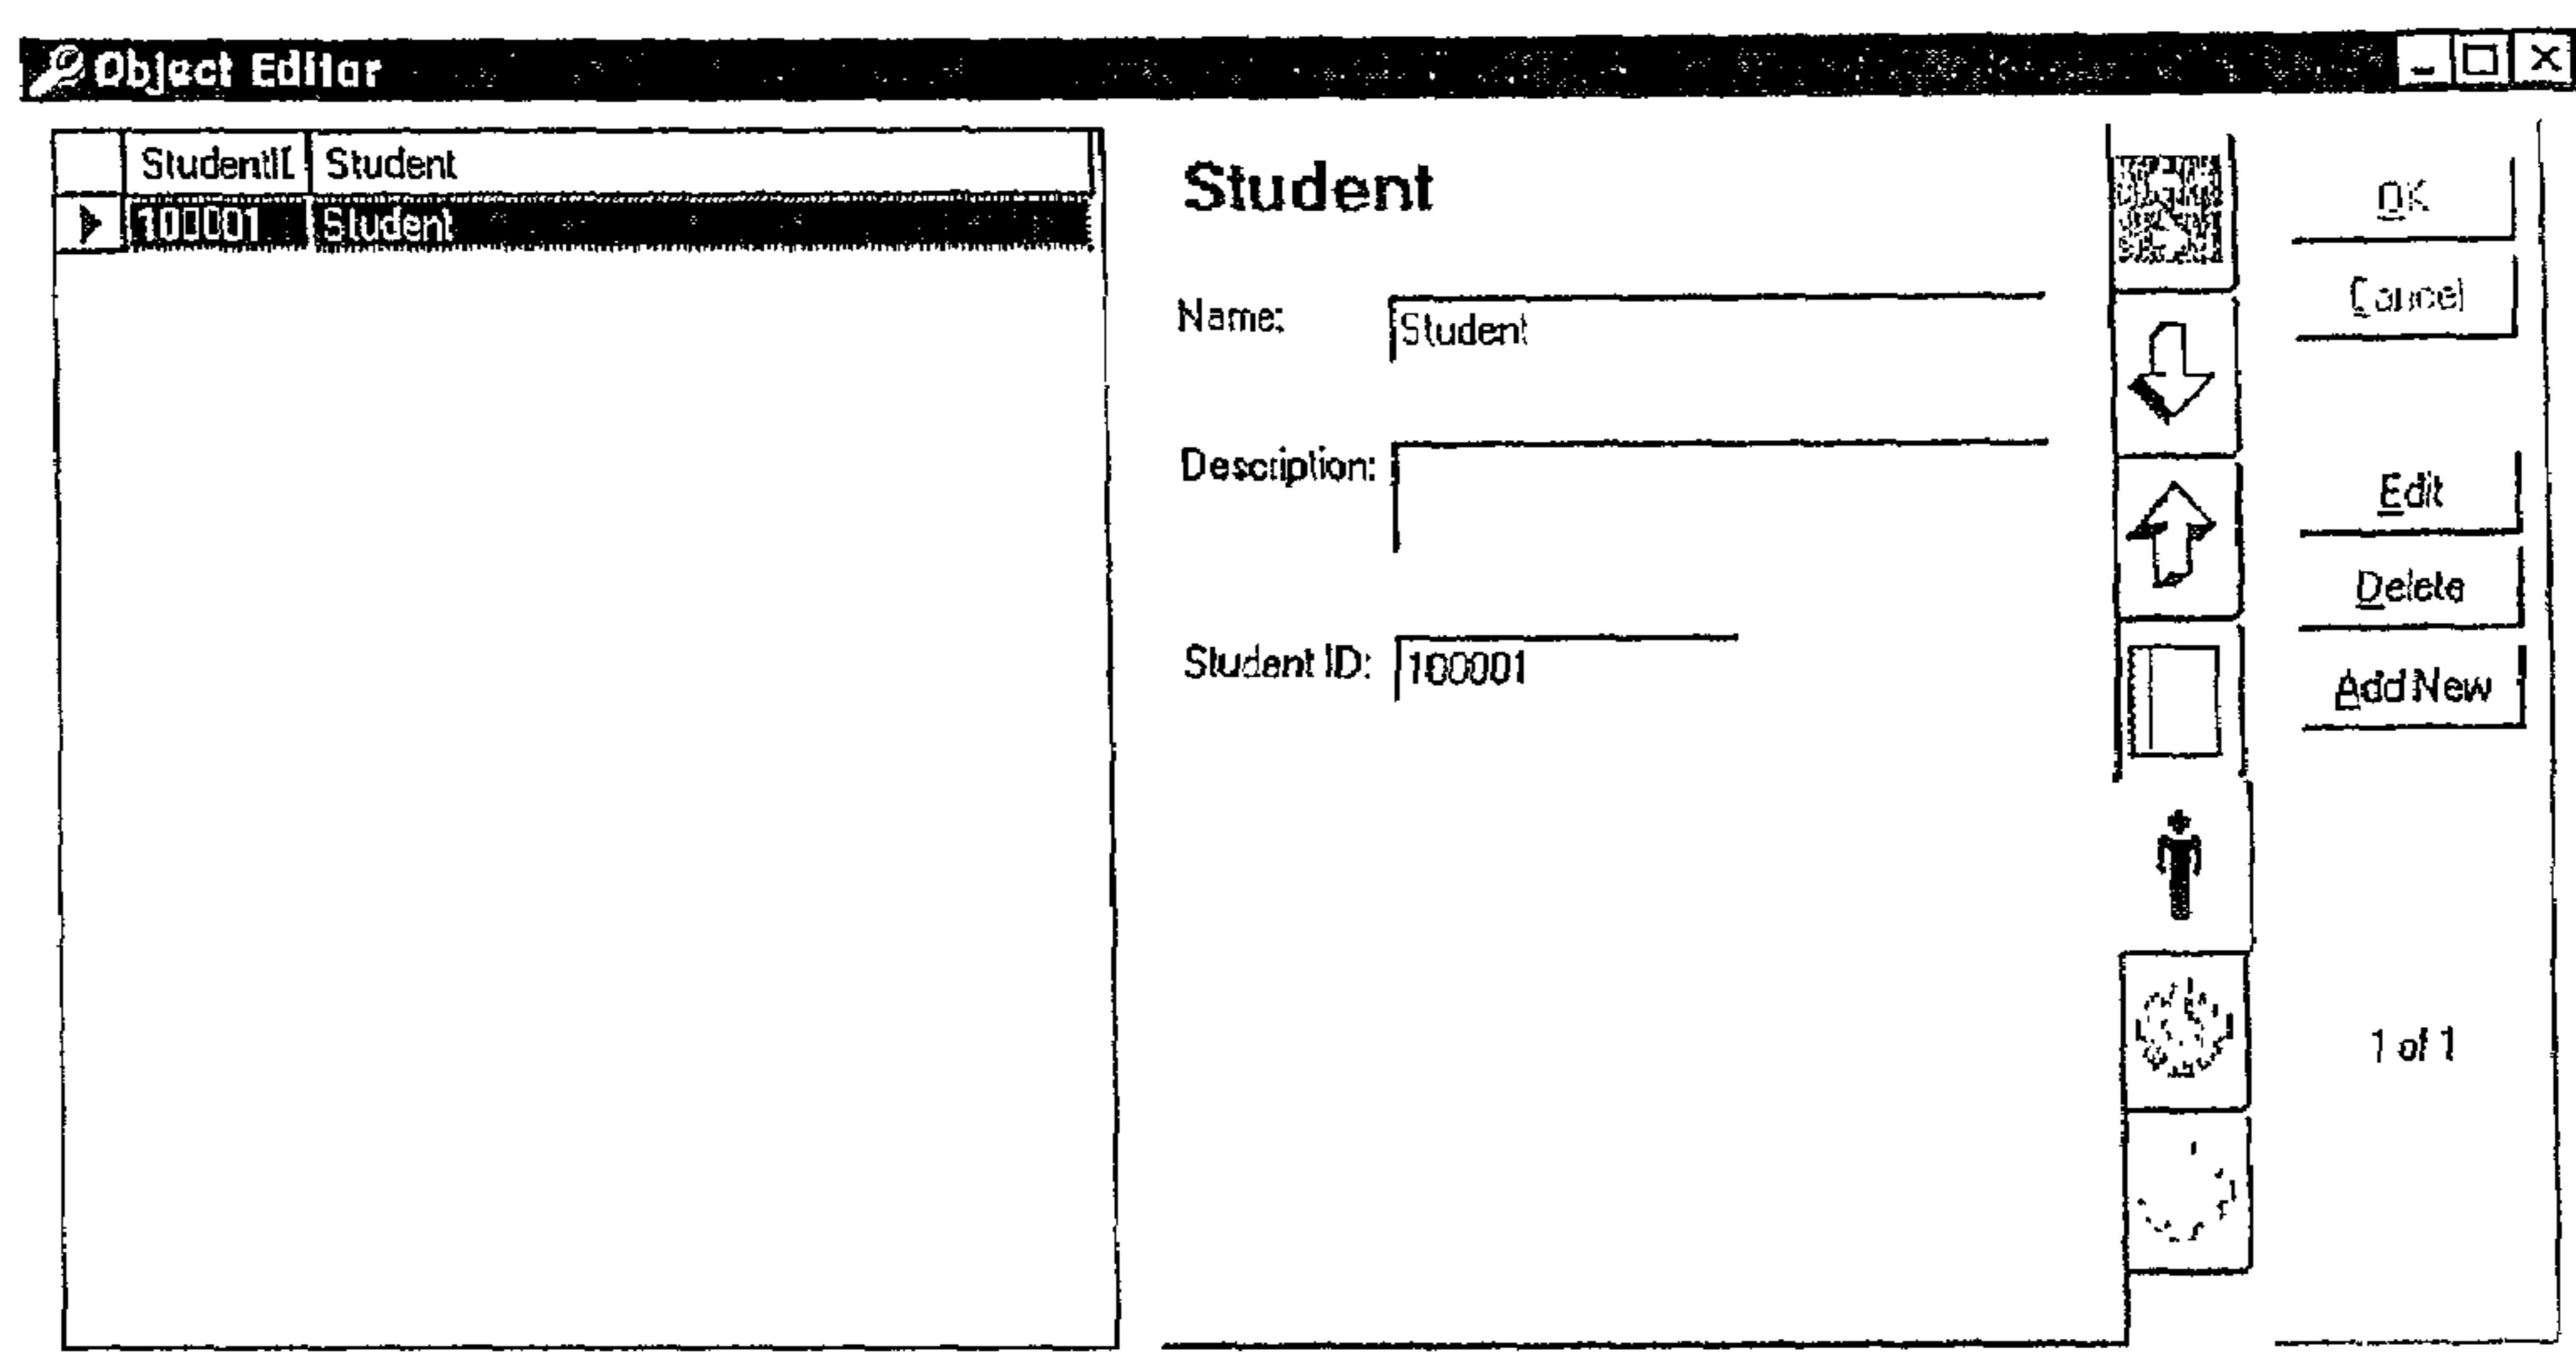 Object Editor
StudentID Student
100001 Student
Student
Name: Student
Description:
Student ID: 100001
OK
Cancel
Edit
Delete
Add New
1 of 1